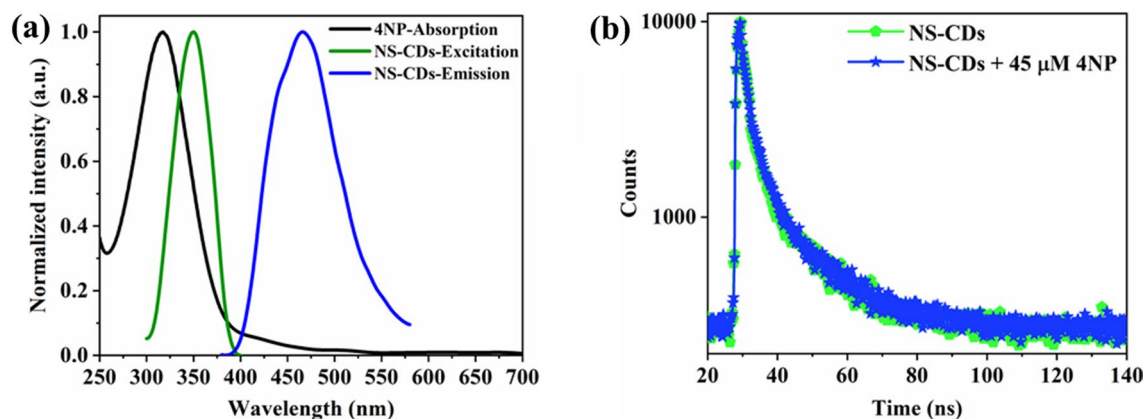 (a)
4NP-Absorption
NS-CDs-Excitation
NS-CDs-Emission
Normalized intensity (a.u.)
1.0
0.8
0.6
0.4
0.2
0.0
250 300 350 400 450 500 550 600 650 700
Wavelength (nm)
(b)
NS-CDs
NS-CDs + 45 μM 4NP
Counts
10000
1000
20 40 60 80 100 120 140
Time (ns)